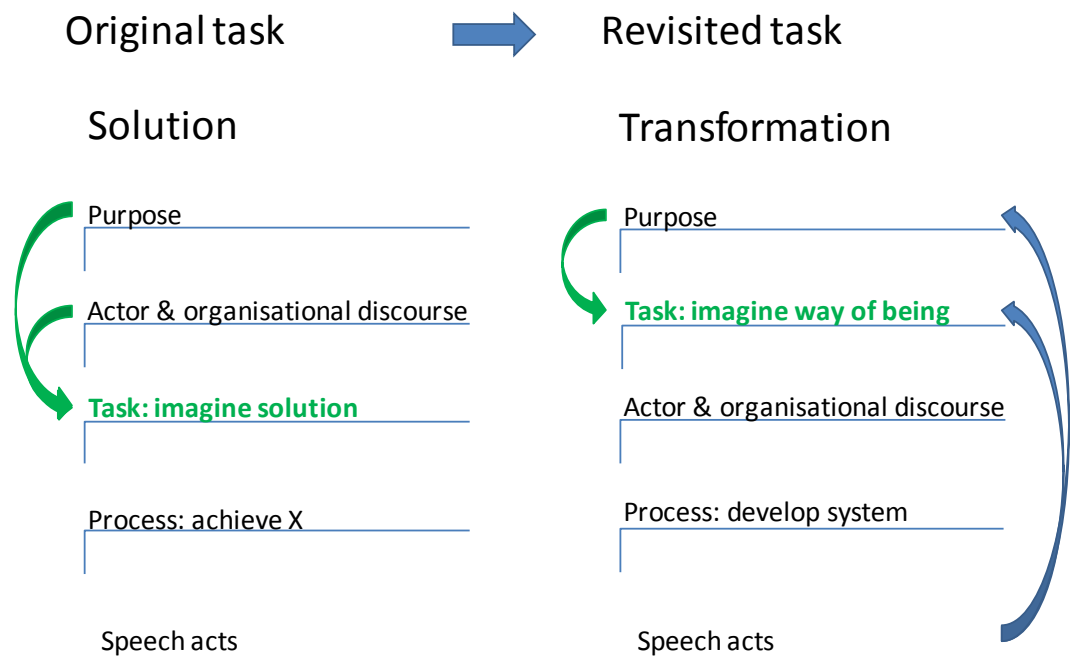 Original task
Revisited task
Solution
Transformation
Purpose
Actor & organisational discourse
Task: imagine solution
Process: achieve X
Speech acts
Purpose
Task: imagine way of being
Actor & organisational discourse
Process: develop system
Speech acts